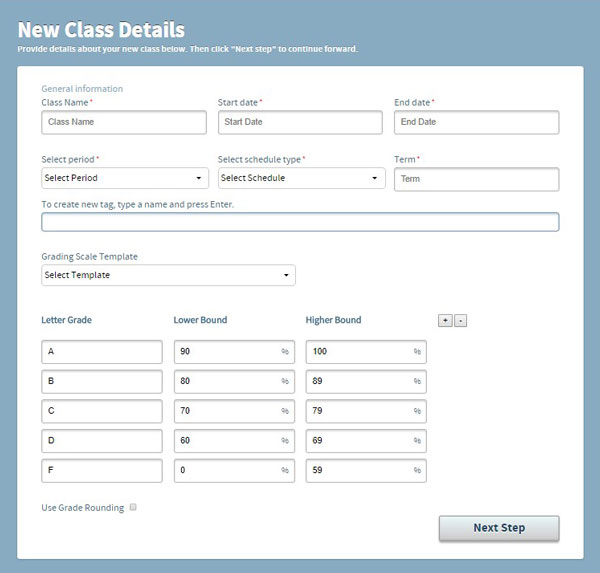 New Class Details
Provide details about your new class below. Then click "Next step" to continue forward.
General information
Class Name * Start date * End date *
Class Name Start Date End Date
Select period * Select schedule type * Term *
Select Period Select Schedule Term
To create new tag, type a name and press Enter.
Grading Scale Template
Select Template
Letter Grade Lower Bound Higher Bound + -
A 90 % 100 %
B 80 % 89 %
C 70 % 79 %
D 60 % 69 %
F 0 % 59 %
Use Grade Rounding
Next Step